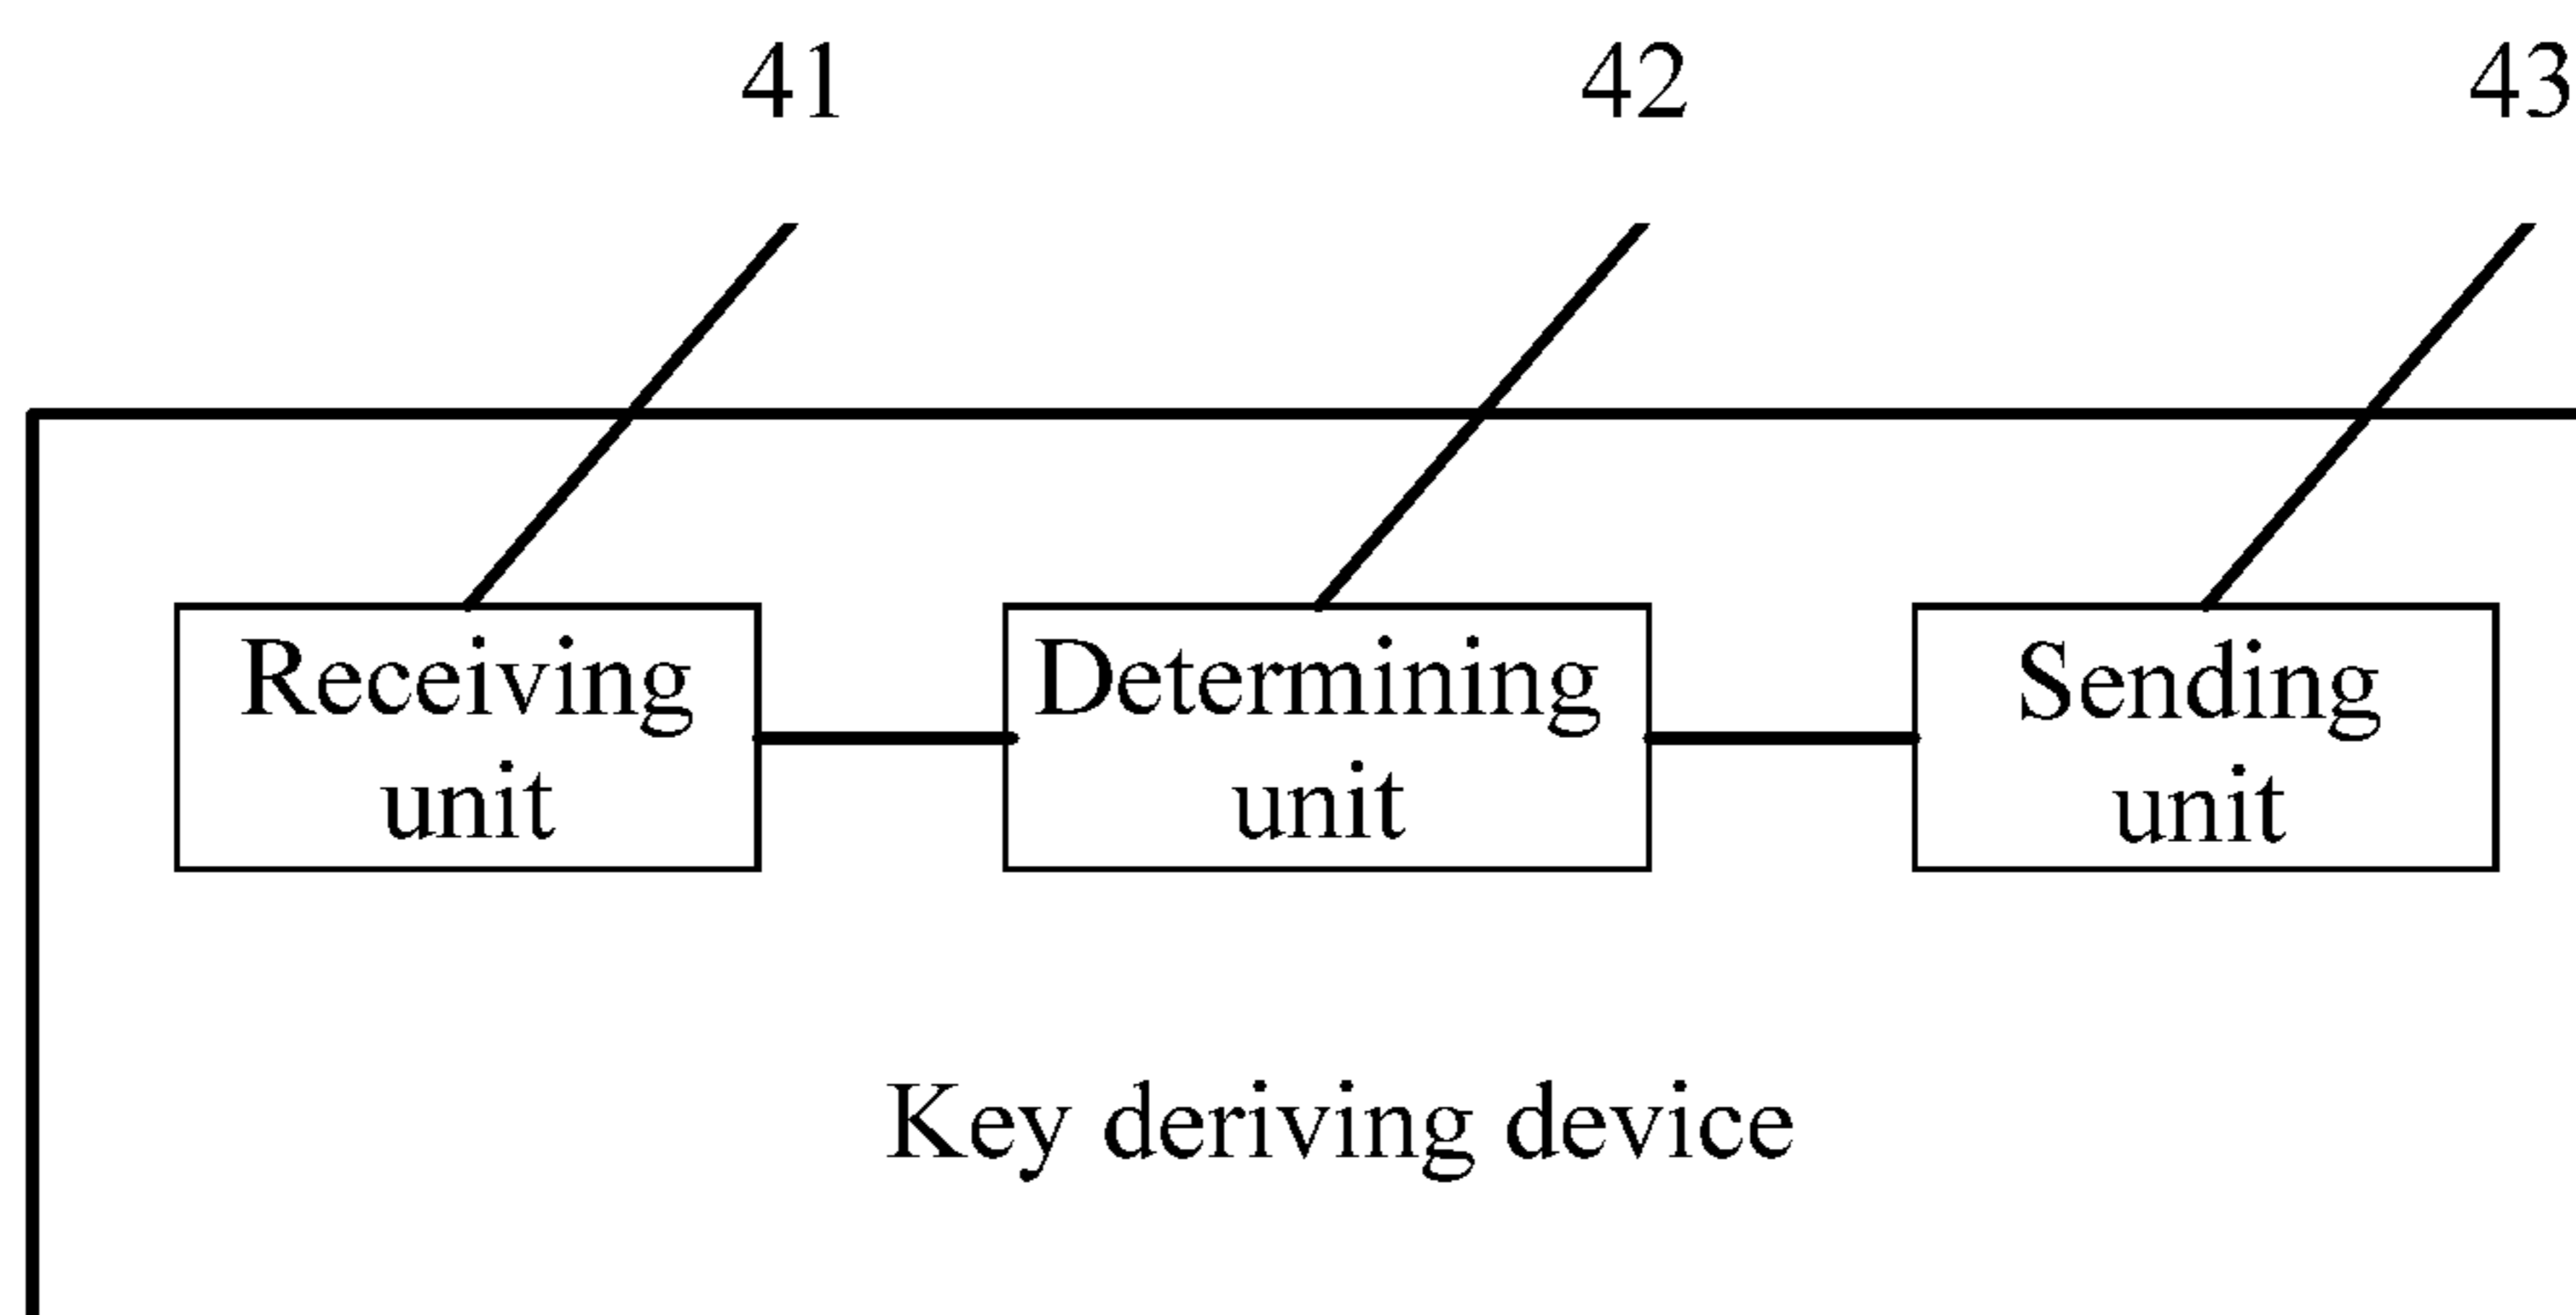 41
42
43
Receiving
unit
Determining
unit
Sending
unit
Key deriving device